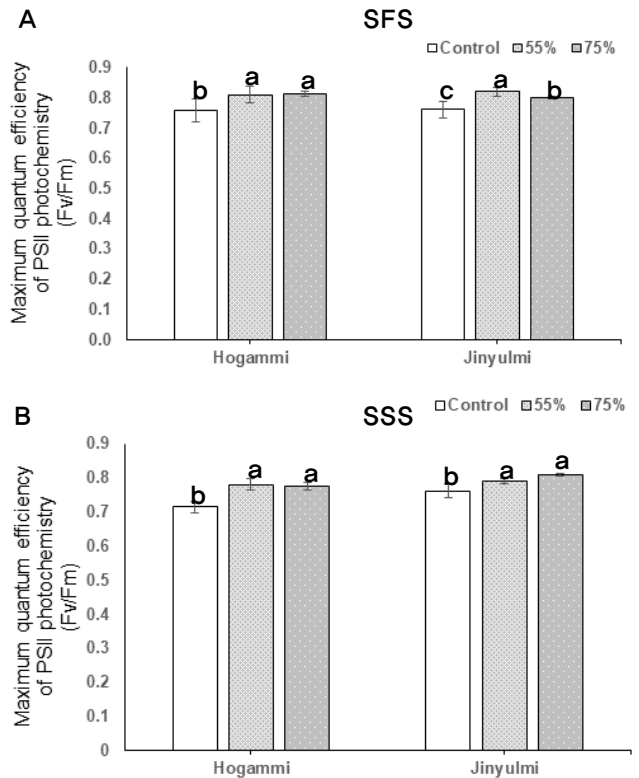 A
SFS
Control 55% 75%
Maximum quantum efficiency
of PSII photochemistry
(Fv/Fm)
0.9
0.8
0.7
0.6
0.5
0.4
0.3
0.2
0.1
0.0
b a a c a b
Hogammi Jinyulmi
B
SSS
Control 55% 75%
Maximum quantum efficiency
of PSII photochemistry
(Fv/Fm)
0.9
0.8
0.7
0.6
0.5
0.4
0.3
0.2
0.1
0
b a a b a a
Hogammi Jinyulmi